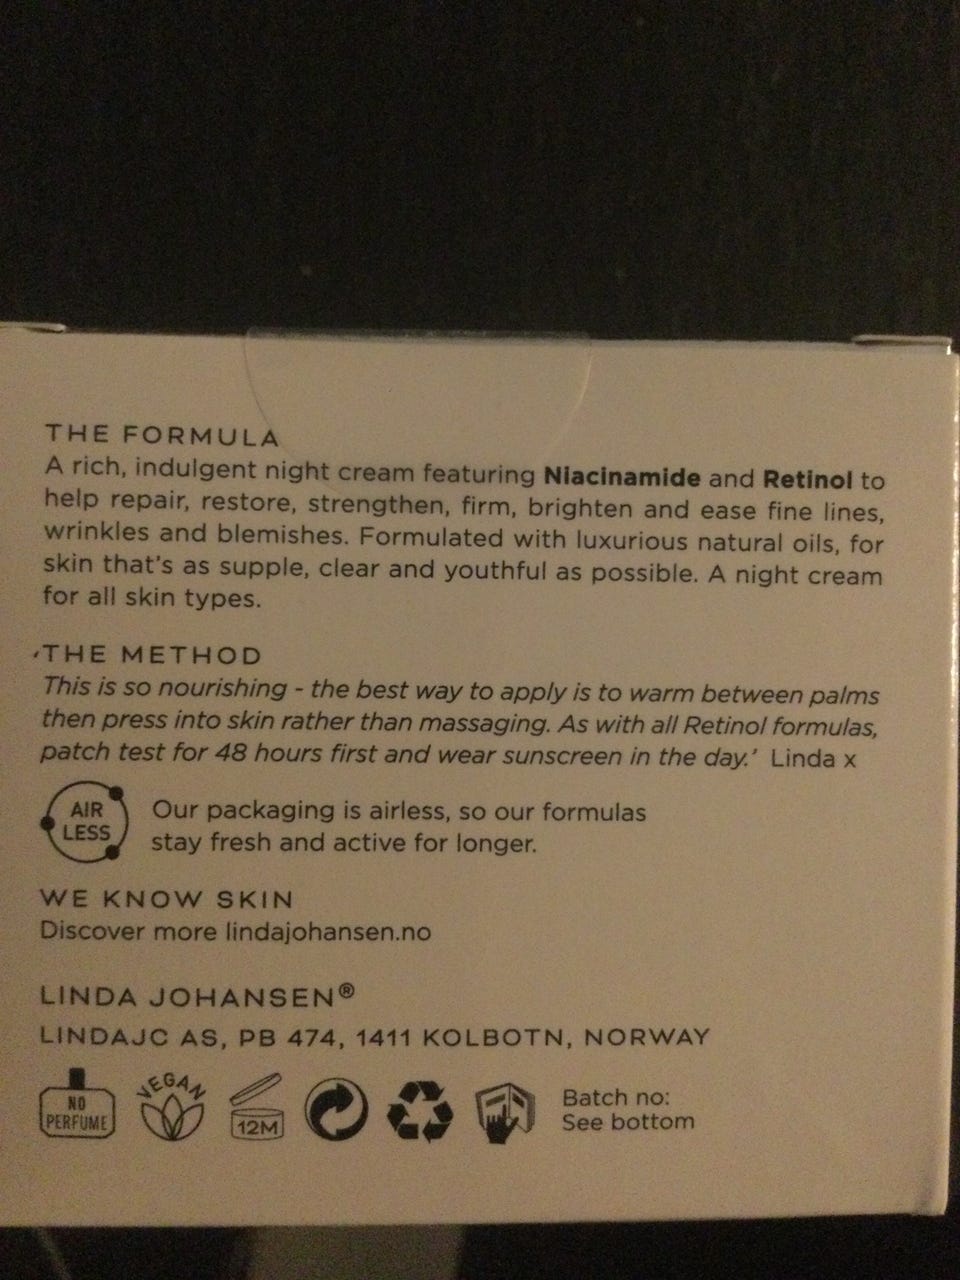 THE FORMULA
A rich, indulgent night cream featuring Niacinamide and Retinol to
help repair, restore, strengthen, firm, brighten and ease fine lines,
wrinkles and blemishes. Formulated with luxurious natural oils, for
skin that's as supple, clear and youthful as possible. A night cream
for all skin types.
‘THE METHOD
This is so nourishing - the best way to apply is to warm between palms
then press into skin rather than massaging. As with all Retinol formulas,
patch test for 48 hours first and wear sunscreen in the day.’ Linda x
AIR
LESS
Our packaging is airless, so our formulas
stay fresh and active for longer.
WE KNOW SKIN
Discover more lindajohansen.no
LINDA JOHANSEN®
LINDAJC AS, PB 474, 1411 KOLBOTN, NORWAY
NO
PERFUME
VEGAN
12M
Batch no:
See bottom